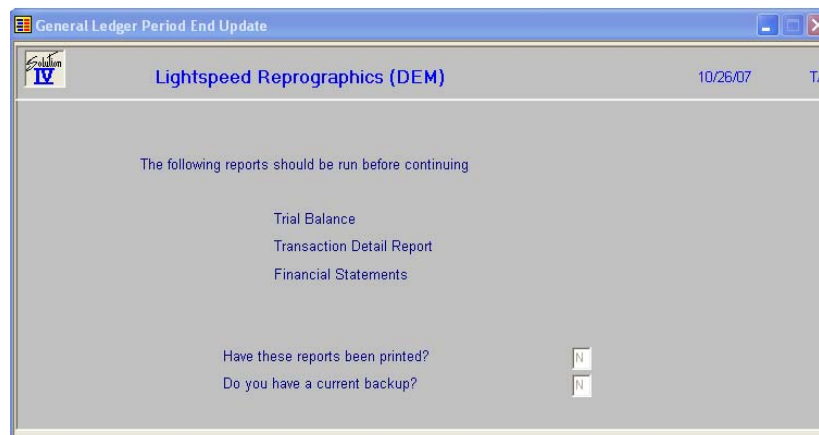 General Ledger Period End Update
Solution
IV
Lightspeed Reprographics (DEM) 10/26/07
The following reports should be run before continuing
Trial Balance
Transaction Detail Report
Financial Statements
Have these reports been printed? N
Do you have a current backup? N